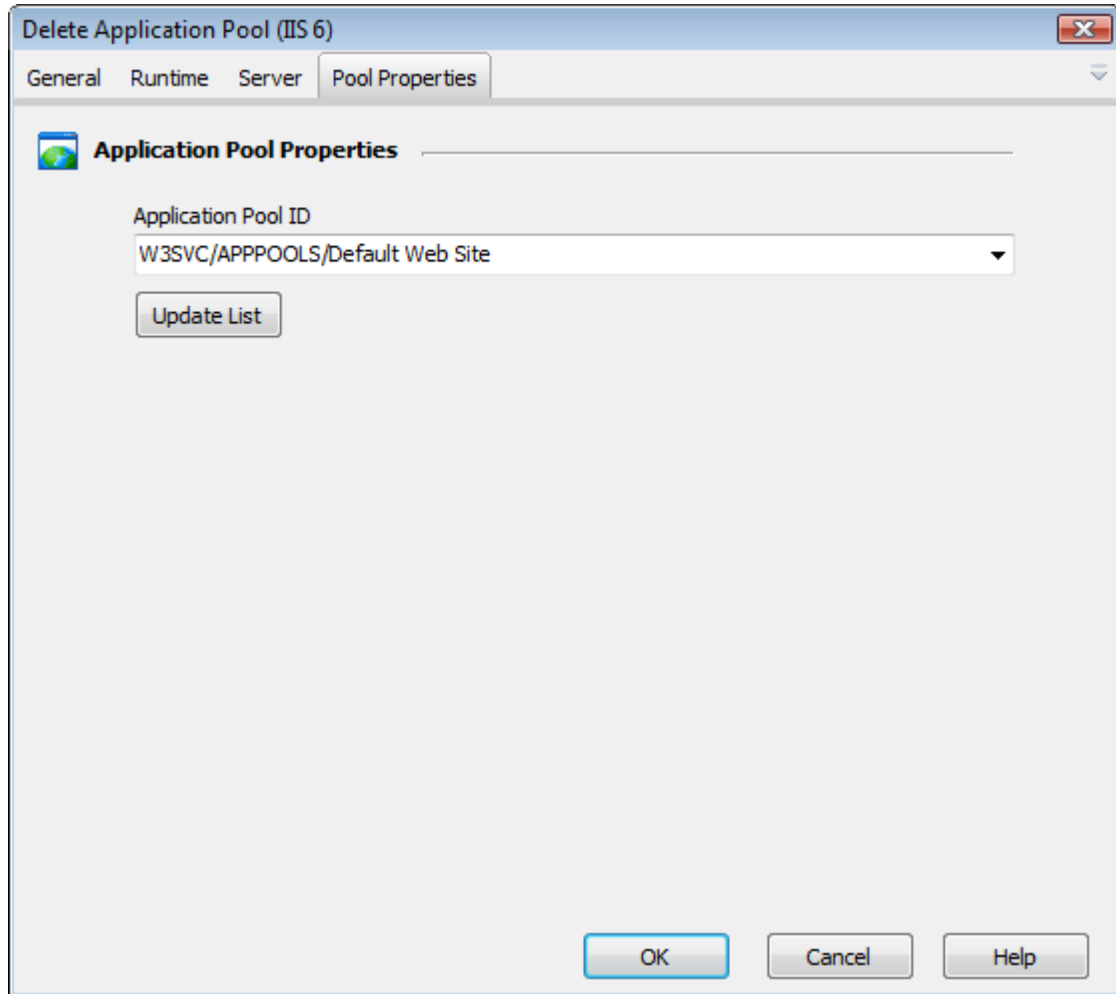 Delete Application Pool (IIS 6)
General Runtime Server Pool Properties
Application Pool Properties
Application Pool ID
W3SVC/APPPOOLS/Default Web Site
Update List
OK Cancel Help